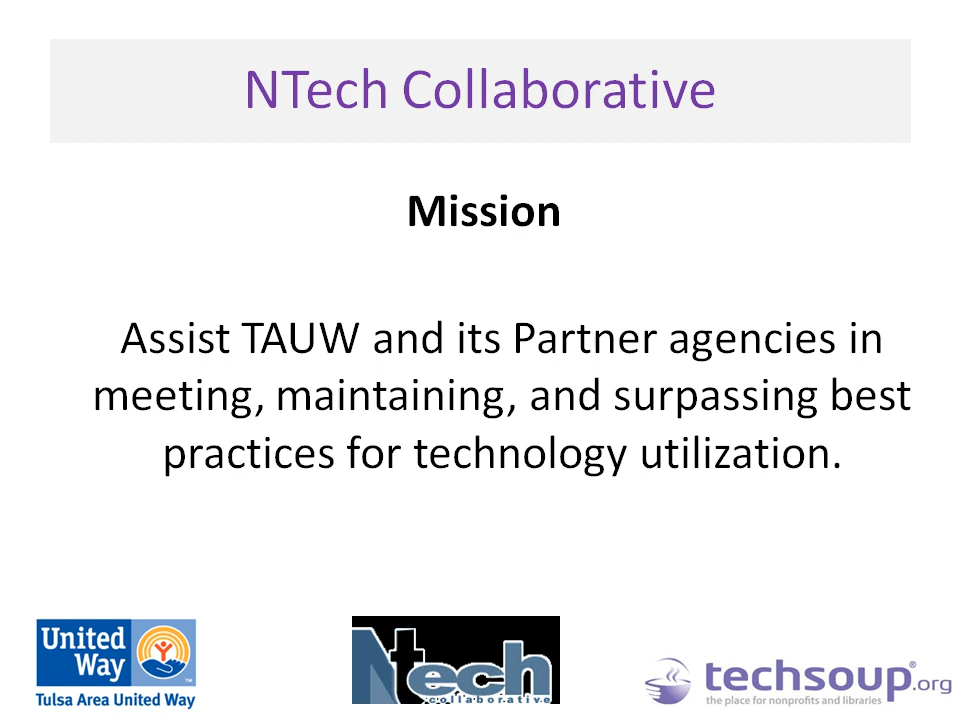 NTech Collaborative
Mission
Assist TAUW and its Partner agencies in
meeting, maintaining, and surpassing best
practices for technology utilization.
United
Way
™
Tulsa Area United Way
Ntech
collaborative
techsoup®.org
the place for nonprofits and libraries